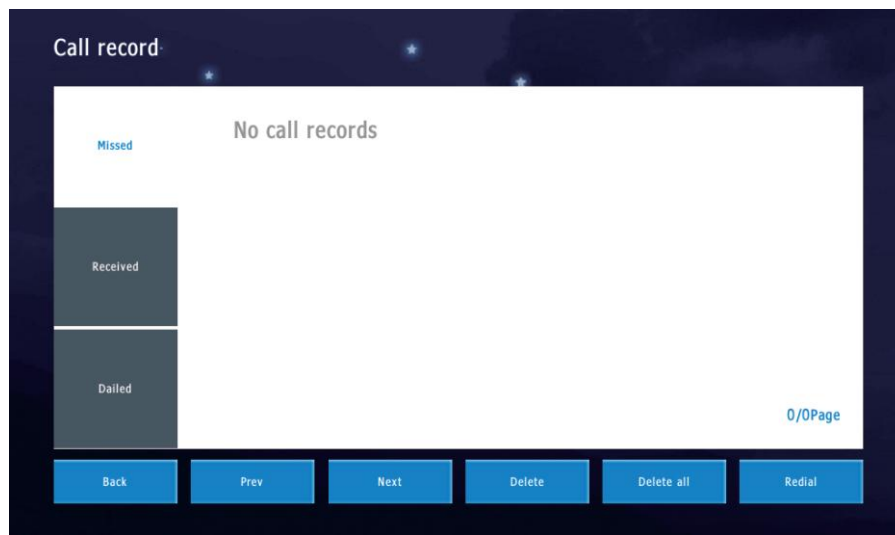 Call record
Missed
No call records
Received
Dailed
0/0Page
Back
Prev
Next
Delete
Delete all
Redial